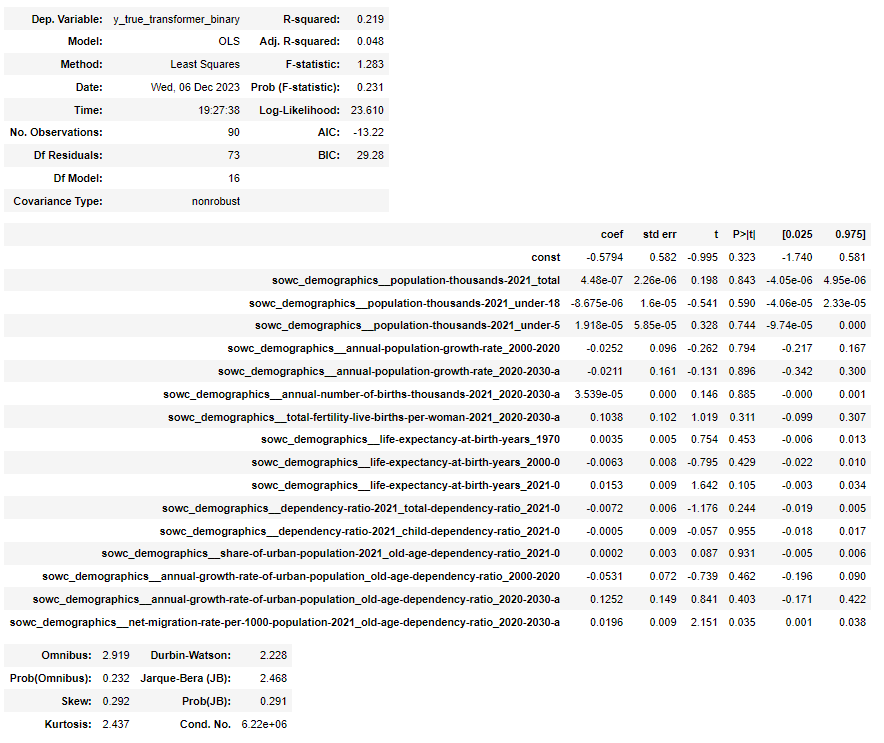 Dep. Variable: y_true_transformer_binary R-squared: 0.219
Model: OLS Adj. R-squared: 0.048
Method: Least Squares F-statistic: 1.283
Date: Wed, 06 Dec 2023 Prob (F-statistic): 0.231
Time: 19:27:38 Log-Likelihood: 23.610
No. Observations: 90 AIC: -13.22
Df Residuals: 73 BIC: 29.28
Df Model: 16
Covariance Type: nonrobust
coef std err t P>|t| [0.025 0.975]
const -0.5794 0.582 -0.995 0.323 -1.740 0.581
sowc_demographics__population-thousands-2021_total 4.48e-07 2.26e-06 0.198 0.843 -4.05e-06 4.95e-06
sowc_demographics__population-thousands-2021_under-18 -8.675e-06 1.6e-05 -0.541 0.590 -4.06e-05 2.33e-05
sowc_demographics__population-thousands-2021_under-5 1.918e-05 5.85e-05 0.328 0.744 -9.74e-05 0.000
sowc_demographics__annual-population-growth-rate_2000-2020 -0.0252 0.096 -0.262 0.794 -0.217 0.167
sowc_demographics__annual-population-growth-rate_2020-2030-a -0.0211 0.161 -0.131 0.896 -0.342 0.300
sowc_demographics__annual-number-of-births-thousands-2021_2020-2030-a 3.539e-05 0.000 0.146 0.885 -0.000 0.001
sowc_demographics__total-fertility-live-births-per-woman-2021_2020-2030-a 0.1038 0.102 1.019 0.311 -0.099 0.307
sowc_demographics__life-expectancy-at-birth-years_1970 0.0035 0.005 0.754 0.453 -0.006 0.013
sowc_demographics__life-expectancy-at-birth-years_2000-0 -0.0063 0.008 -0.795 0.429 -0.022 0.010
sowc_demographics__life-expectancy-at-birth-years_2021-0 0.0153 0.009 1.642 0.105 -0.003 0.034
sowc_demographics__dependency-ratio-2021_total-dependency-ratio_2021-0 -0.0072 0.006 -1.176 0.244 -0.019 0.005
sowc_demographics__dependency-ratio-2021_child-dependency-ratio_2021-0 -0.0005 0.009 -0.057 0.955 -0.018 0.017
sowc_demographics__share-of-urban-population-2021_old-age-dependency-ratio_2021-0 0.0002 0.003 0.087 0.931 -0.005 0.006
sowc_demographics__annual-growth-rate-of-urban-population_old-age-dependency-ratio_2000-2020 -0.0531 0.072 -0.739 0.462 -0.196 0.090
sowc_demographics__annual-growth-rate-of-urban-population_old-age-dependency-ratio_2020-2030-a 0.1252 0.149 0.841 0.403 -0.171 0.422
sowc_demographics__net-migration-rate-per-1000-population-2021_old-age-dependency-ratio_2020-2030-a 0.0196 0.009 2.151 0.035 0.001 0.038
Omnibus: 2.919 Durbin-Watson: 2.228
Prob(Omnibus): 0.232 Jarque-Bera (JB): 2.468
Skew: 0.292 Prob(JB): 0.291
Kurtosis: 2.437 Cond. No. 6.22e+06